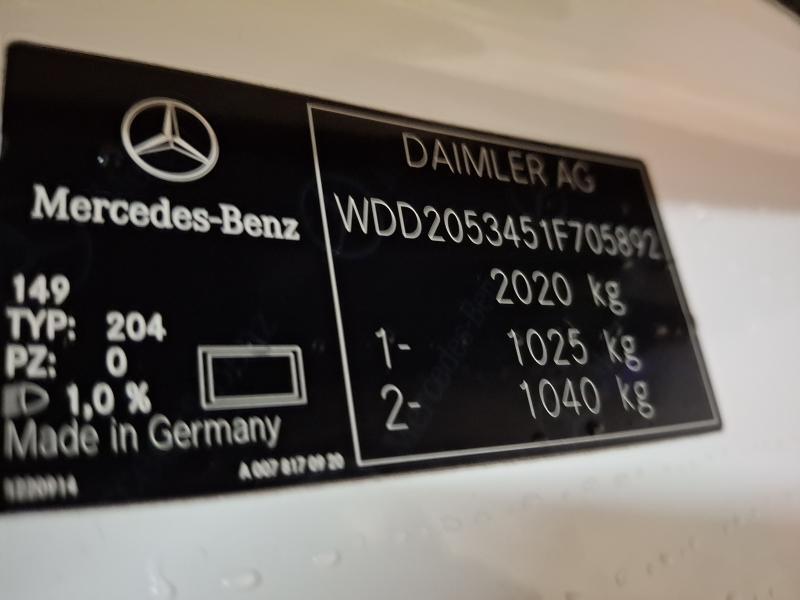 Mercedes-Benz
149
TYP: 204
PZ: 0
1,0 %
Made in Germany
A 007 817 09 20
DAIMLER AG
WDD2053451F705892
2020 kg
1- 1025 kg
2- 1040 kg